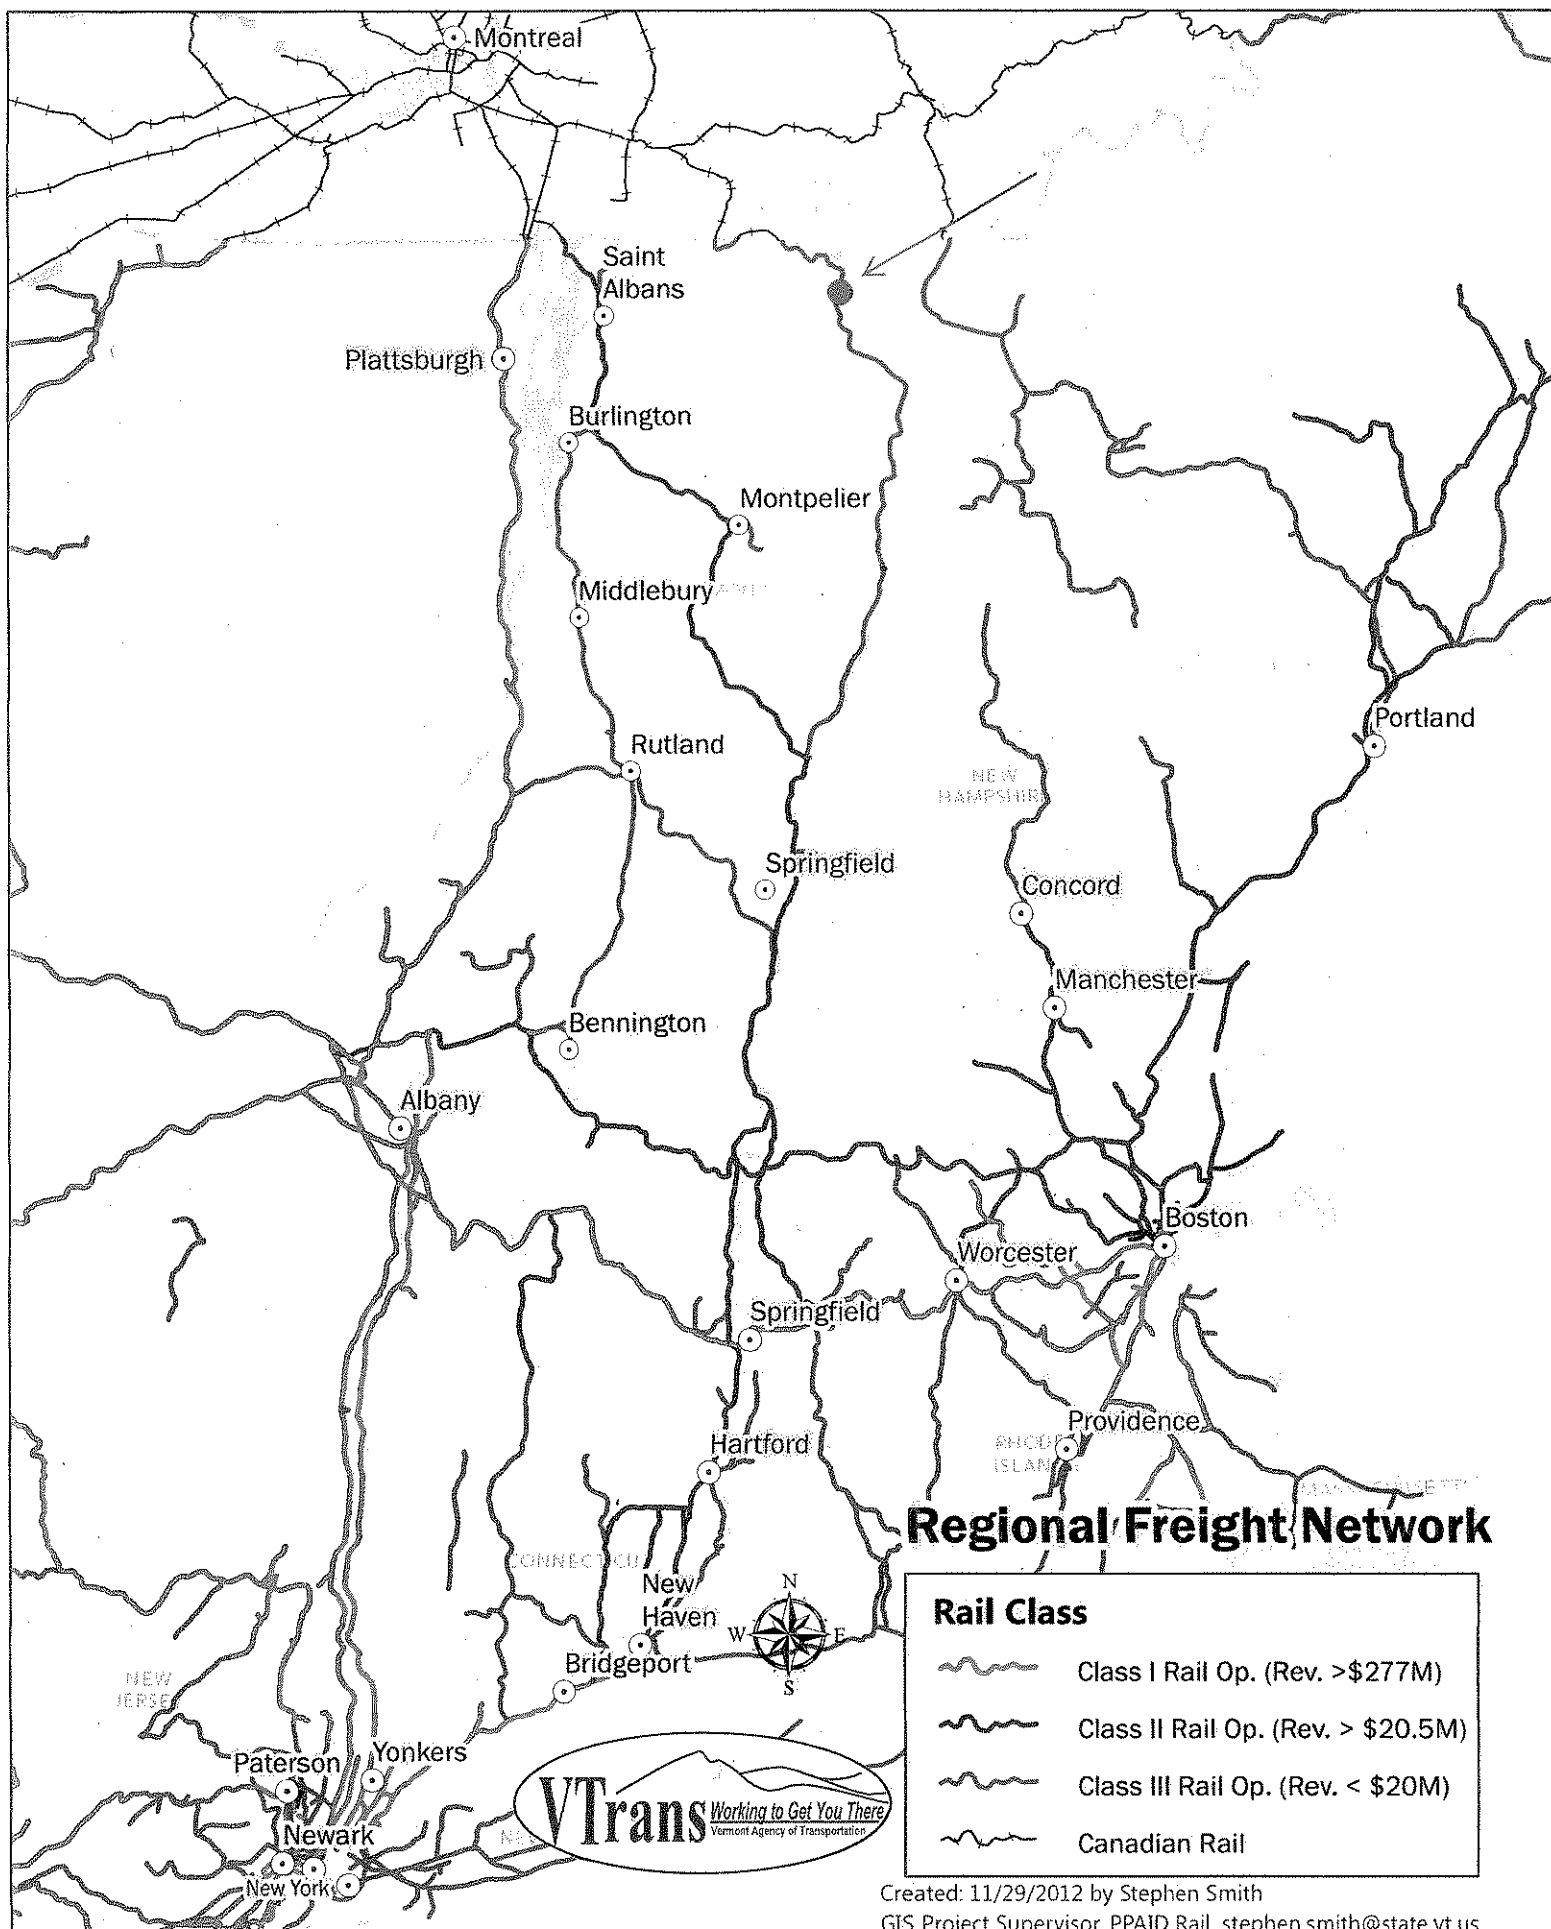 Montreal
Saint
Albans
Plattsburgh
Burlington
Montpelier
Middlebury
Portland
Rutland
NEW
HAMPSHIRE
Springfield
Concord
Manchester
Bennington
Albany
Boston
Worcester
Springfield
Providence
Hartford
RHODE
ISLAND
Regional Freight Network
New
Haven
N
W E
S
Bridgeport
NEW
JERSEY
Rail Class
Class I Rail Op. (Rev. >$277M)
Class II Rail Op. (Rev. > $20.5M)
Class III Rail Op. (Rev. < $20M)
Canadian Rail
Paterson
Yonkers
VTrans Working to Get You There
Vermont Agency of Transportation
Newark
New York
Created: 11/29/2012 by Stephen Smith
GIS Project Supervisor, PPAID Rail, stephen.smith@state.vt.us